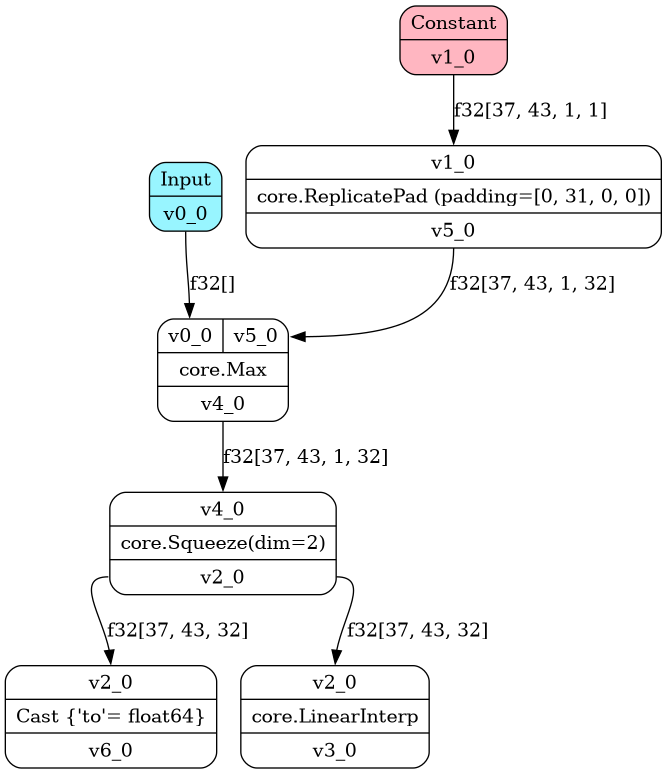 Constant
v1_0
f32[37, 43, 1, 1]
Input
v0_0
v1_0
core.ReplicatePad (padding=[0, 31, 0, 0])
v5_0
f32[]
f32[37, 43, 1, 32]
v0_0 v5_0
core.Max
v4_0
f32[37, 43, 1, 32]
v4_0
core.Squeeze(dim=2)
v2_0
f32[37, 43, 32]
f32[37, 43, 32]
v2_0
Cast {'to'= float64}
v6_0
v2_0
core.LinearInterp
v3_0